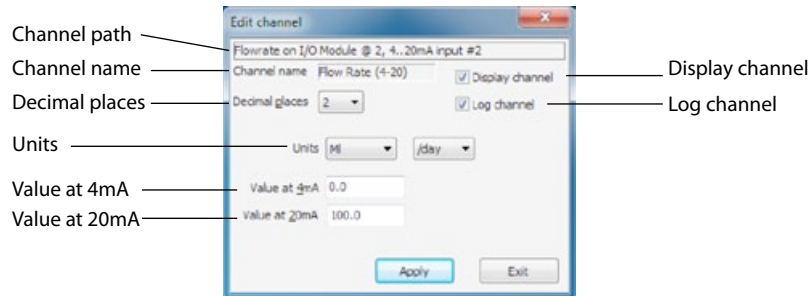 Edit channel
Channel path
Flowrate on I/O Module @ 2, 4..20mA input #2
Channel name
Channel name Flow Rate (4-20)
Display channel
Display channel
Decimal places
Decimal places 2
Log channel
Log channel
Units
Units Ml /day
Value at 4mA
Value at 4mA 0.0
Value at 20mA
Value at 20mA 100.0
Apply Exit